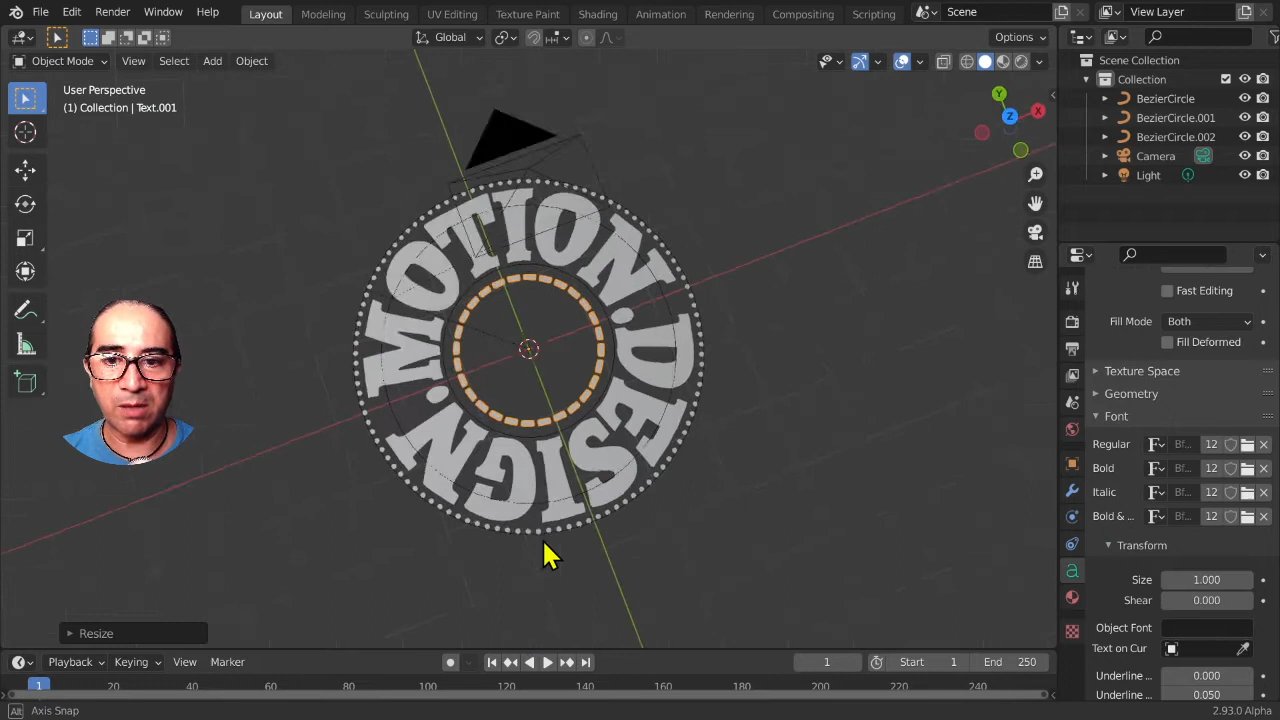 File Edit Render Window Help Layout Modeling Sculpting UV Editing Texture Paint Shading Animation Rendering Compositing Scripting Scene View Layer
Global Options
Object Mode View Select Add Object
User Perspective
(1) Collection | Text.001
Y
X
Z
MOTION.DESIGN.
Resize
Scene Collection
Collection
BezierCircle
BezierCircle.001
BezierCircle.002
Camera
Light
Fast Editing
Fill Mode Both
Fill Deformed
Texture Space
Geometry
Font
Regular F Bf... 12
Bold F Bf... 12
Italic F Bf... 12
Bold & ... F Bf... 12
Transform
Size 1.000
Shear 0.000
Object Font
Text on Cur
Underline ... 0.000
Underline ... 0.050
Playback Keying View Marker 1 Start 1 End 250
1 20 40 60 80 100 120 140 160 180 200 220 240
Alt Axis Snap 2.93.0 Alpha